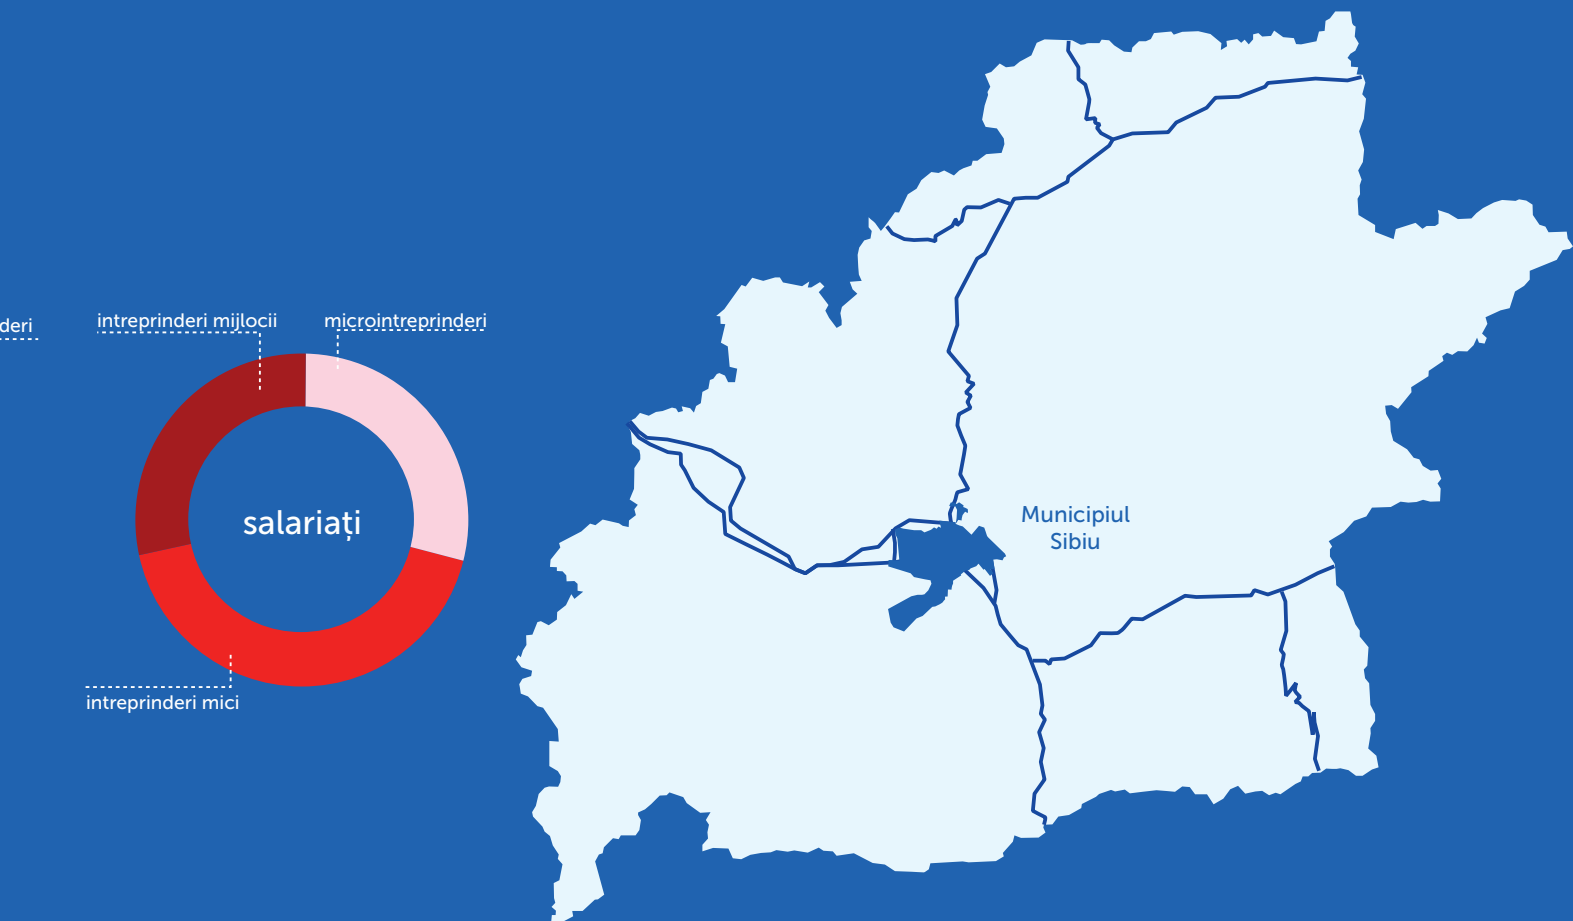 deri
intreprinderi mijlocii
microintreprinderi
salariați
intreprinderi mici
Municipiul
Sibiu